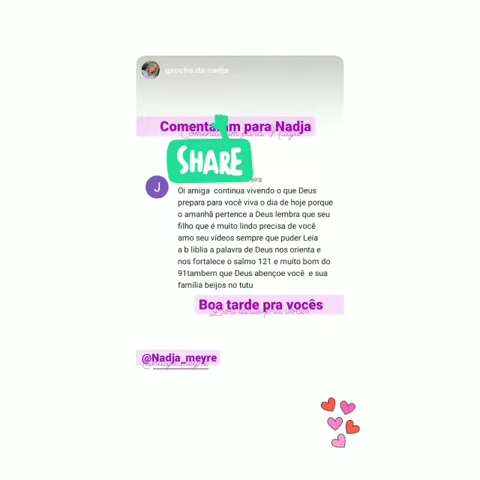 gaucho.da.nadja
Comentaram para Nadja
SHARE
J
Oi amiga continua vivendo o que Deus
prepara para você viva o dia de hoje porque
o amanhã pertence a Deus lembra que seu
filho que é muito lindo precisa de você
amo seu vídeos sempre que puder Leia
a b liblia a palavra de Deus nos orienta e
nos fortalece o salmo 121 e muito bom do
91tambem que Deus abençoe você e sua
família beijos no tutu
Boa tarde pra vocês
@Nadja_meyre